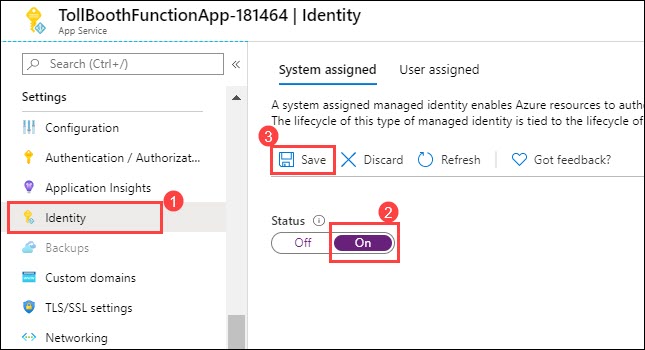 TollBoothFunctionApp-181464 | Identity
App Service
Search (Ctrl+/)
«
Settings
Configuration
Authentication / Authorizat...
Application Insights
1
Identity
Backups
Custom domains
TLS/SSL settings
Networking
System assigned User assigned
A system assigned managed identity enables Azure resources to authe
The lifecycle of this type of managed identity is tied to the lifecycle of
3
Save Discard Refresh Got feedback?
2
Status
Off On